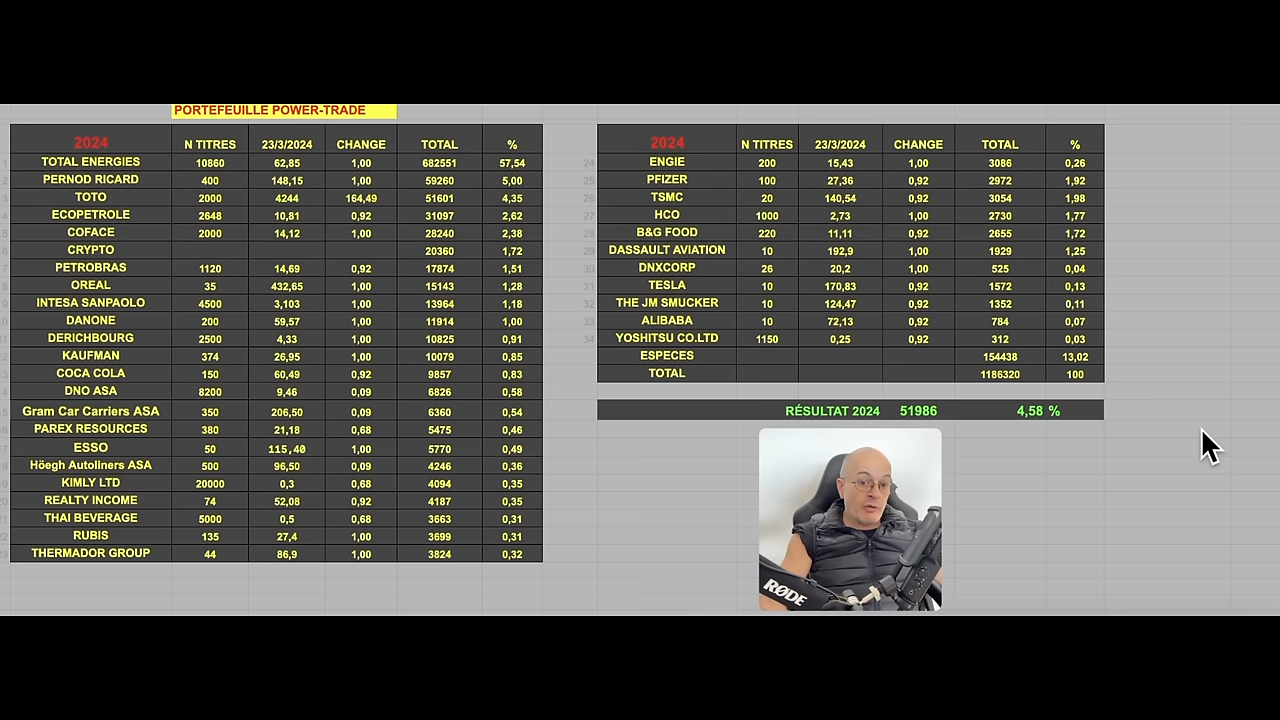 PORTEFEUILLE POWER-TRADE
2024 N TITRES 23/3/2024 CHANGE TOTAL %
TOTAL ENERGIES 10860 62,85 1,00 682551 57,54
PERNOD RICARD 400 148,15 1,00 59260 5,00
TOTO 2000 4244 164,49 51601 4,35
ECOPETROLE 2648 10,81 0,92 31097 2,62
COFACE 2000 14,12 1,00 28240 2,38
CRYPTO 20360 1,72
PETROBRAS 1120 14,69 0,92 17874 1,51
OREAL 35 432,65 1,00 15143 1,28
INTESA SANPAOLO 4500 3,103 1,00 13964 1,18
DANONE 200 59,57 1,00 11914 1,00
DERICHBOURG 2500 4,33 1,00 10825 0,91
KAUFMAN 374 26,95 1,00 10079 0,85
COCA COLA 150 60,49 0,92 9857 0,83
DNO ASA 8200 9,46 0,09 6826 0,58
Gram Car Carriers ASA 350 206,50 0,09 6360 0,54
PAREX RESOURCES 380 21,18 0,68 5475 0,46
ESSO 50 115,40 1,00 5770 0,49
Höegh Autoliners ASA 500 96,50 0,09 4246 0,36
KIMLY LTD 20000 0,3 0,68 4094 0,35
REALTY INCOME 74 52,08 0,92 4187 0,35
THAI BEVERAGE 5000 0,5 0,68 3663 0,31
RUBIS 135 27,4 1,00 3699 0,31
THERMADOR GROUP 44 86,9 1,00 3824 0,32
2024 N TITRES 23/3/2024 CHANGE TOTAL %
24 ENGIE 200 15,43 1,00 3086 0,26
25 PFIZER 100 27,36 0,92 2972 1,92
26 TSMC 20 140,54 0,92 3054 1,98
27 HCO 1000 2,73 1,00 2730 1,77
28 B&G FOOD 220 11,11 0,92 2655 1,72
29 DASSAULT AVIATION 10 192,9 1,00 1929 1,25
30 DNXCORP 26 20,2 1,00 525 0,04
31 TESLA 10 170,83 0,92 1572 0,13
32 THE JM SMUCKER 10 124,47 0,92 1352 0,11
33 ALIBABA 10 72,13 0,92 784 0,07
34 YOSHITSU CO.LTD 1150 0,25 0,92 312 0,03
ESPECES 154438 13,02
TOTAL 1186320 100
RÉSULTAT 2024 51986 4,58 %
RØDE